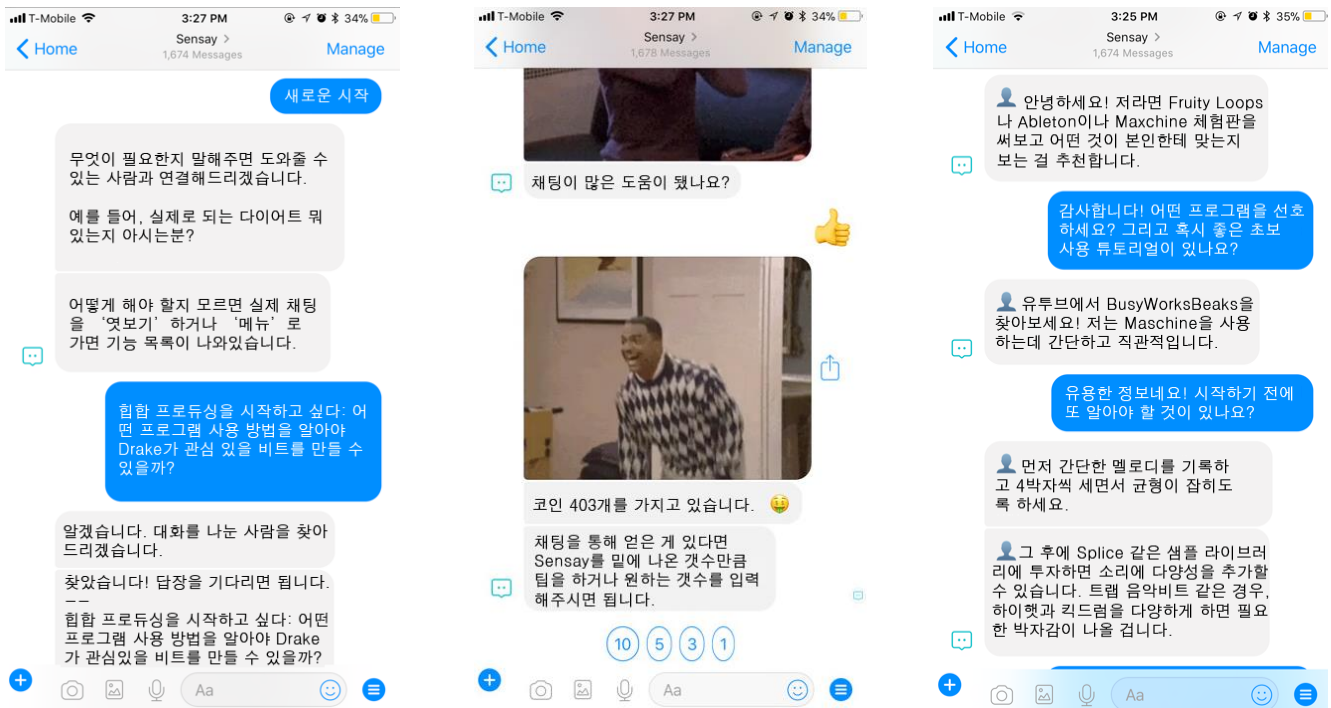 T-Mobile 3:27 PM 34%
Home Sensay > Manage
1,674 Messages
새로운 시작
무엇이 필요한지 말해주면 도와줄 수
있는 사람과 연결해드리겠습니다.
예를 들어, 실제로 되는 다이어트 뭐
있는지 아시는분?
어떻게 해야 할지 모르면 실제 채팅
을 ‘엿보기’ 하거나 ‘메뉴’로
가면 기능 목록이 나와있습니다.
힙합 프로듀싱을 시작하고 싶다: 어
떤 프로그램 사용 방법을 알아야
Drake가 관심 있을 비트를 만들 수
있을까?
알겠습니다. 대화를 나눈 사람을 찾아
드리겠습니다.
찾았습니다! 답장을 기다리면 됩니다.
--
힙합 프로듀싱을 시작하고 싶다: 어떤
프로그램 사용 방법을 알아야 Drake
가 관심있을 비트를 만들 수 있을까?
Aa
T-Mobile 3:27 PM 34%
Home Sensay > Manage
1,678 Messages
채팅이 많은 도움이 됐나요?
코인 403개를 가지고 있습니다.
채팅을 통해 얻은 게 있다면
Sensay를 밑에 나온 갯수만큼
팁을 하거나 원하는 갯수를 입력
해주시면 됩니다.
10 5 3 1
Aa
T-Mobile 3:25 PM 35%
Home Sensay > Manage
1,674 Messages
안녕하세요! 저라면 Fruity Loops
나 Ableton이나 Maxchine 체험판을
써보고 어떤 것이 본인한테 맞는지
보는 걸 추천합니다.
감사합니다! 어떤 프로그램을 선호
하세요? 그리고 혹시 좋은 초보
사용 튜토리얼이 있나요?
유투브에서 BusyWorksBeaks을
찾아보세요! 저는 Maschine을 사용
하는데 간단하고 직관적입니다.
유용한 정보네요! 시작하기 전에
또 알아야 할 것이 있나요?
먼저 간단한 멜로디를 기록하
고 4박자씩 세면서 균형이 잡히도
록 하세요.
그 후에 Splice 같은 샘플 라이브러
리에 투자하면 소리에 다양성을 추가할
수 있습니다. 트랩 음악비트 같은 경우,
하이햇과 킥드럼을 다양하게 하면 필요
한 박자감이 나올 겁니다.
Aa